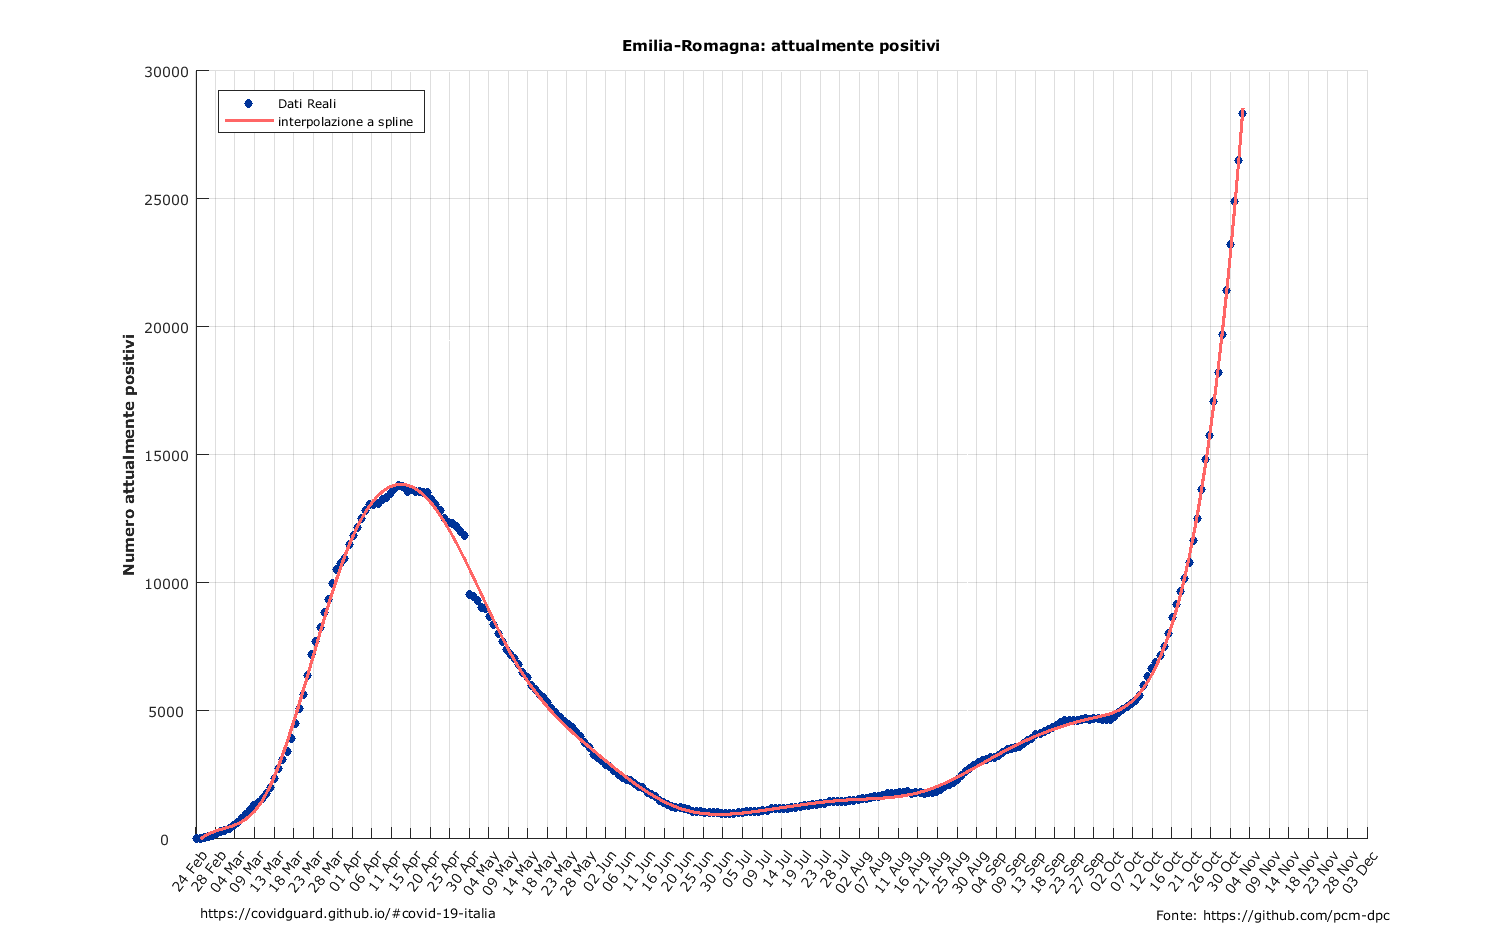 Emilia-Romagna: attualmente positivi
Numero attualmente positivi
30000
25000
20000
15000
10000
5000
0
Dati Reali
interpolazione a spline
24 Feb
28 Feb
04 Mar
09 Mar
13 Mar
18 Mar
23 Mar
28 Mar
01 Apr
06 Apr
11 Apr
15 Apr
20 Apr
25 Apr
30 Apr
04 May
09 May
14 May
18 May
23 May
28 May
02 Jun
06 Jun
11 Jun
16 Jun
20 Jun
25 Jun
30 Jun
05 Jul
09 Jul
14 Jul
19 Jul
23 Jul
28 Jul
02 Aug
07 Aug
11 Aug
16 Aug
21 Aug
25 Aug
30 Aug
04 Sep
09 Sep
13 Sep
18 Sep
23 Sep
27 Sep
02 Oct
07 Oct
12 Oct
16 Oct
21 Oct
26 Oct
30 Oct
04 Nov
09 Nov
14 Nov
18 Nov
23 Nov
28 Nov
03 Dec
https://covidguard.github.io/#covid-19-italia
Fonte: https://github.com/pcm-dpc